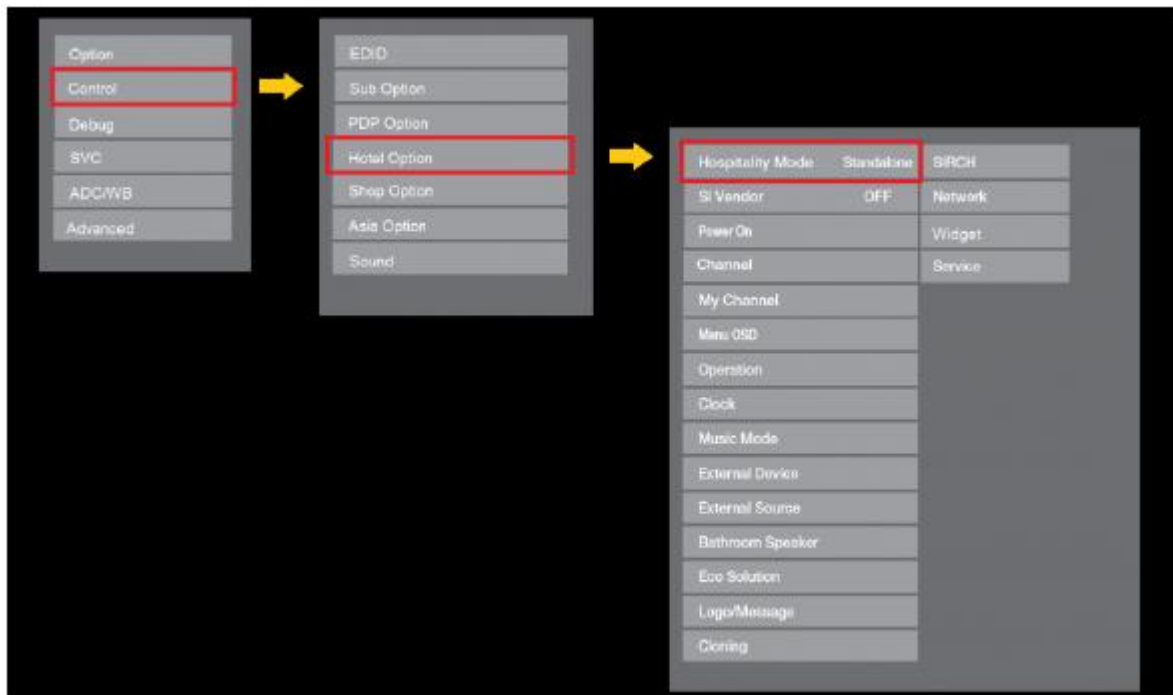 Option
Control
Debug
SVC
ADC/WB
Advanced
EDID
Sub Option
PDP Option
Hotel Option
Shop Option
Asia Option
Sound
Hospitality Mode Standalone SIRCH
SI Vendor OFF Network
Power On Widget
Channel Service
My Channel
Menu OSD
Operation
Clock
Music Mode
External Device
External Source
Bathroom Speaker
Eco Solution
Logo/Message
Cloning